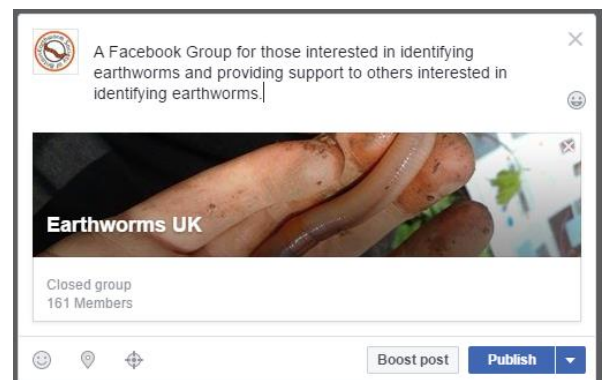 A Facebook Group for those interested in identifying
earthworms and providing support to others interested in
identifying earthworms.
Earthworms UK
Closed group
161 Members
Boost post
Publish